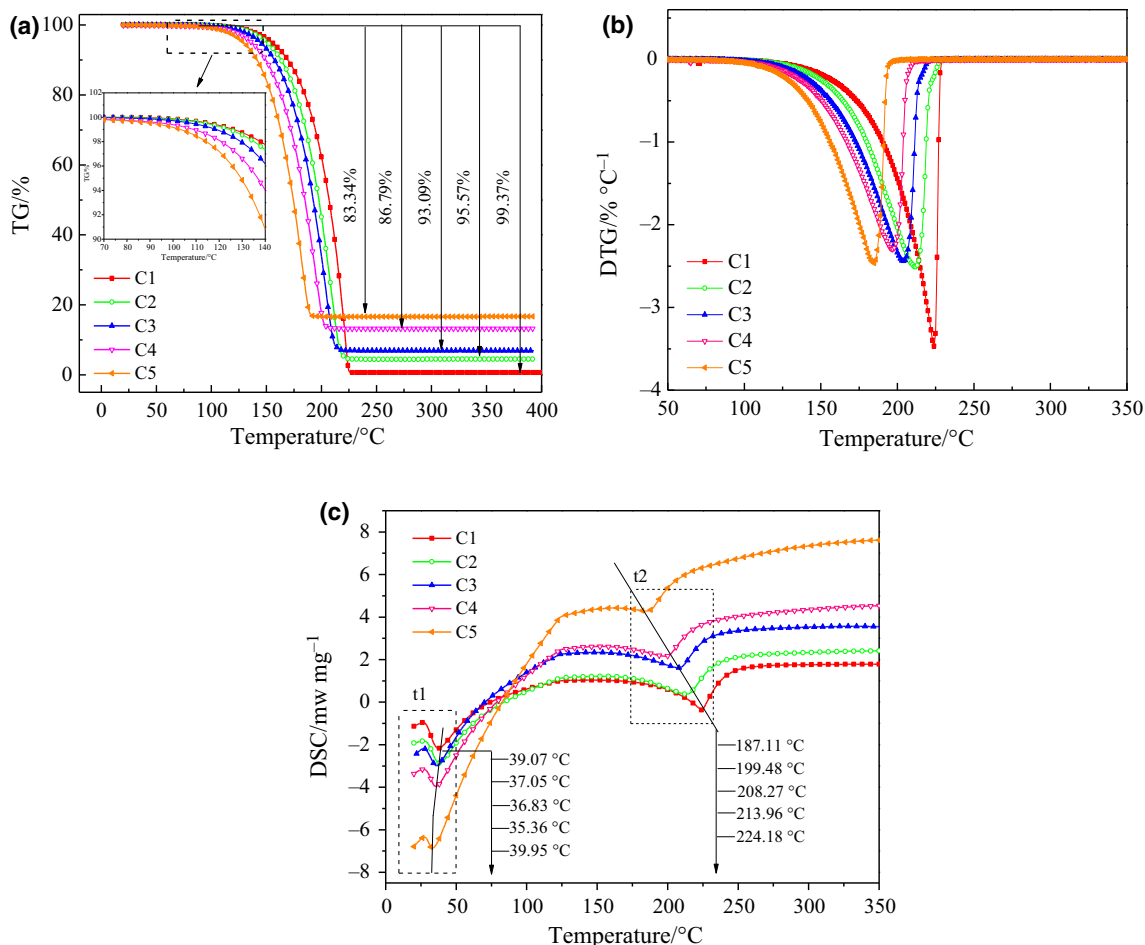 (a)
100
80
60
40
20
0
TG/%
102
100
98
96
94
92
90
TG/%
70 80 90 100 110 120 130 140
Temperature/°C
83.34%
86.79%
93.09%
95.57%
99.37%
C1
C2
C3
C4
C5
0 50 100 150 200 250 300 350 400
Temperature/°C
(b)
0
–1
–2
–3
–4
DTG/% °C⁻¹
C1
C2
C3
C4
C5
50 100 150 200 250 300 350
Temperature/°C
(c)
8
6
4
2
0
–2
–4
–6
–8
DSC/mw mg⁻¹
C1
C2
C3
C4
C5
t1
t2
39.07 °C
37.05 °C
36.83 °C
35.36 °C
39.95 °C
187.11 °C
199.48 °C
208.27 °C
213.96 °C
224.18 °C
0 50 100 150 200 250 300 350
Temperature/°C